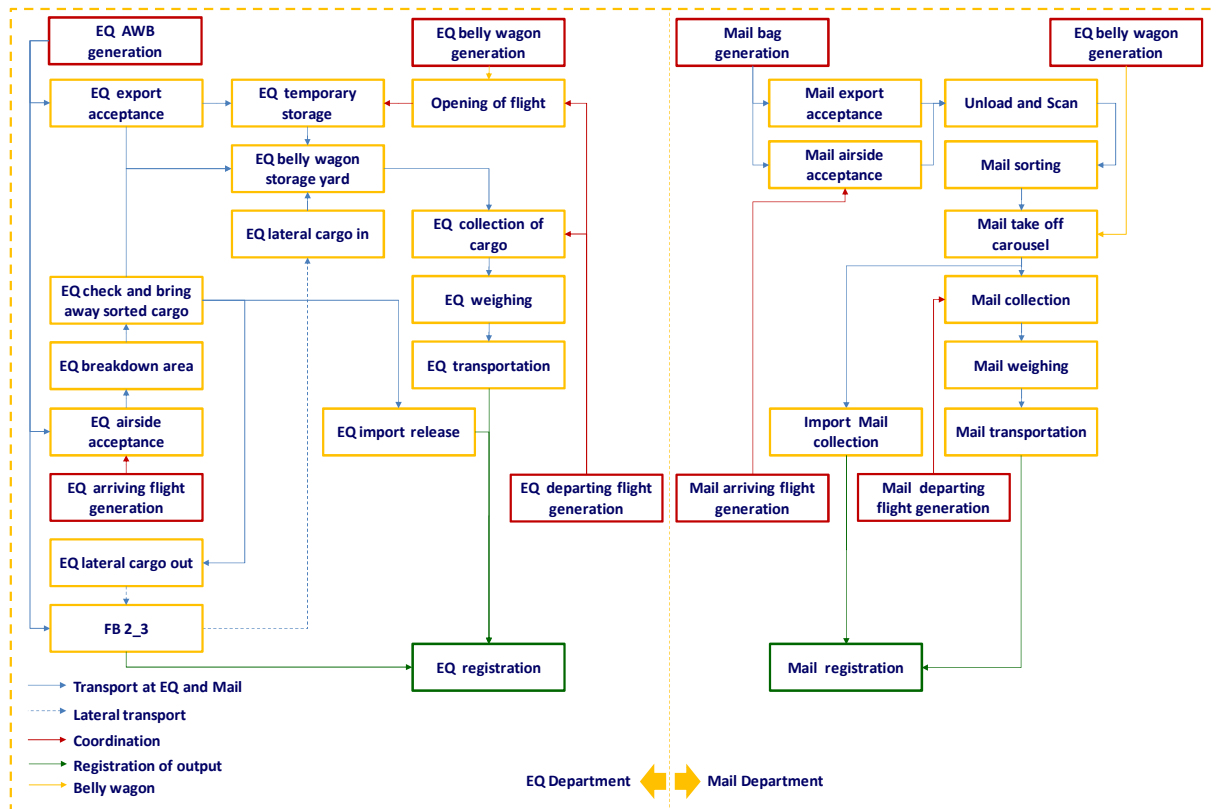 EQ AWB
generation
EQ belly wagon
generation
Mail bag
generation
EQ belly wagon
generation
EQ export
acceptance
EQ temporary
storage
Opening of flight
Mail export
acceptance
Unload and Scan
EQ belly wagon
storage yard
Mail airside
acceptance
Mail sorting
EQ lateral cargo in
EQ collection of
cargo
Mail take off
carousel
EQ check and bring
away sorted cargo
EQ weighing
Mail collection
EQ breakdown area
EQ transportation
Mail weighing
EQ airside
acceptance
EQ import release
Import Mail
collection
Mail transportation
EQ arriving flight
generation
EQ departing flight
generation
Mail arriving flight
generation
Mail departing
flight generation
EQ lateral cargo out
FB 2_3
EQ registration
Mail registration
Transport at EQ and Mail
Lateral transport
Coordination
Registration of output
Belly wagon
EQ Department
Mail Department